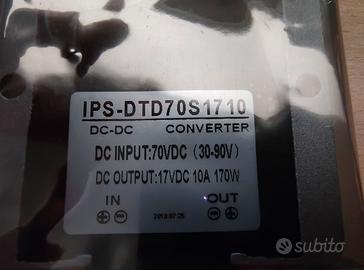 IPS-DTD70S1710
DC-DC CONVERTER
DC INPUT:70VDC (30-90V)
DC OUTPUT:17VDC 10A 170W
IN OUT
subito